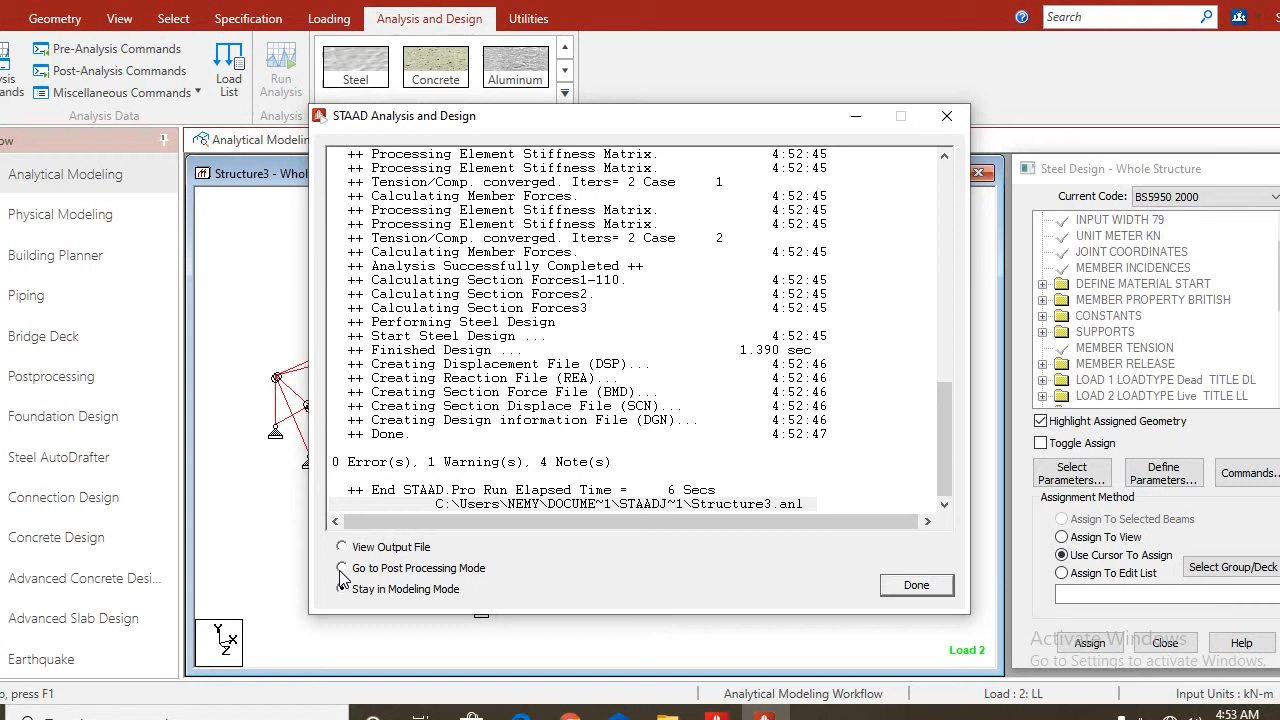 Geometry View Select Specification Loading Analysis and Design Utilities Search
Pre-Analysis Commands
Post-Analysis Commands
Miscellaneous Commands
Load List
Run Analysis
Steel Concrete Aluminum
Analysis Data Analysis
Analytical Modeling
Physical Modeling
Building Planner
Piping
Bridge Deck
Postprocessing
Foundation Design
Steel AutoDrafter
Connection Design
Concrete Design
Advanced Concrete Desi...
Advanced Slab Design
Earthquake
Analytical Modelin
Structure3 - Whol
STAAD Analysis and Design
++ Processing Element Stiffness Matrix. 4:52:45
++ Processing Element Stiffness Matrix. 4:52:45
++ Tension/Comp. converged. Iters= 2 Case 1
++ Calculating Member Forces. 4:52:45
++ Processing Element Stiffness Matrix. 4:52:45
++ Processing Element Stiffness Matrix. 4:52:45
++ Tension/Comp. converged. Iters= 2 Case 2
++ Calculating Member Forces. 4:52:45
++ Analysis Successfully Completed ++
++ Calculating Section Forces1-110. 4:52:45
++ Calculating Section Forces2. 4:52:45
++ Calculating Section Forces3 4:52:45
++ Performing Steel Design
++ Start Steel Design ... 4:52:45
++ Finished Design ... 1.390 sec
++ Creating Displacement File (DSP)... 4:52:46
++ Creating Reaction File (REA)... 4:52:46
++ Creating Section Force File (BMD)... 4:52:46
++ Creating Section Displace File (SCN)... 4:52:46
++ Creating Design information File (DGN)... 4:52:46
++ Done. 4:52:47
0 Error(s), 1 Warning(s), 4 Note(s)
++ End STAAD.Pro Run Elapsed Time = 6 Secs
C:\Users\NEMY\DOCUME~1\STAADJ~1\Structure3.anl
View Output File
Go to Post Processing Mode
Stay in Modeling Mode
Done
Y
X
Z
Load 2
Steel Design - Whole Structure
Current Code: BS5950 2000
INPUT WIDTH 79
UNIT METER KN
JOINT COORDINATES
MEMBER INCIDENCES
DEFINE MATERIAL START
MEMBER PROPERTY BRITISH
CONSTANTS
SUPPORTS
MEMBER TENSION
MEMBER RELEASE
LOAD 1 LOADTYPE Dead TITLE DL
LOAD 2 LOADTYPE Live TITLE LL
Highlight Assigned Geometry
Toggle Assign
Select Parameters... Define Parameters... Commands..
Assignment Method
Assign To Selected Beams
Assign To View
Use Cursor To Assign
Select Group/Deck
Assign To Edit List
Assign Close Help
Activate Windows
Go to Settings to activate Windows.
p, press F1 Analytical Modeling Workflow Load : 2: LL Input Units : kN-m
4:53 AM